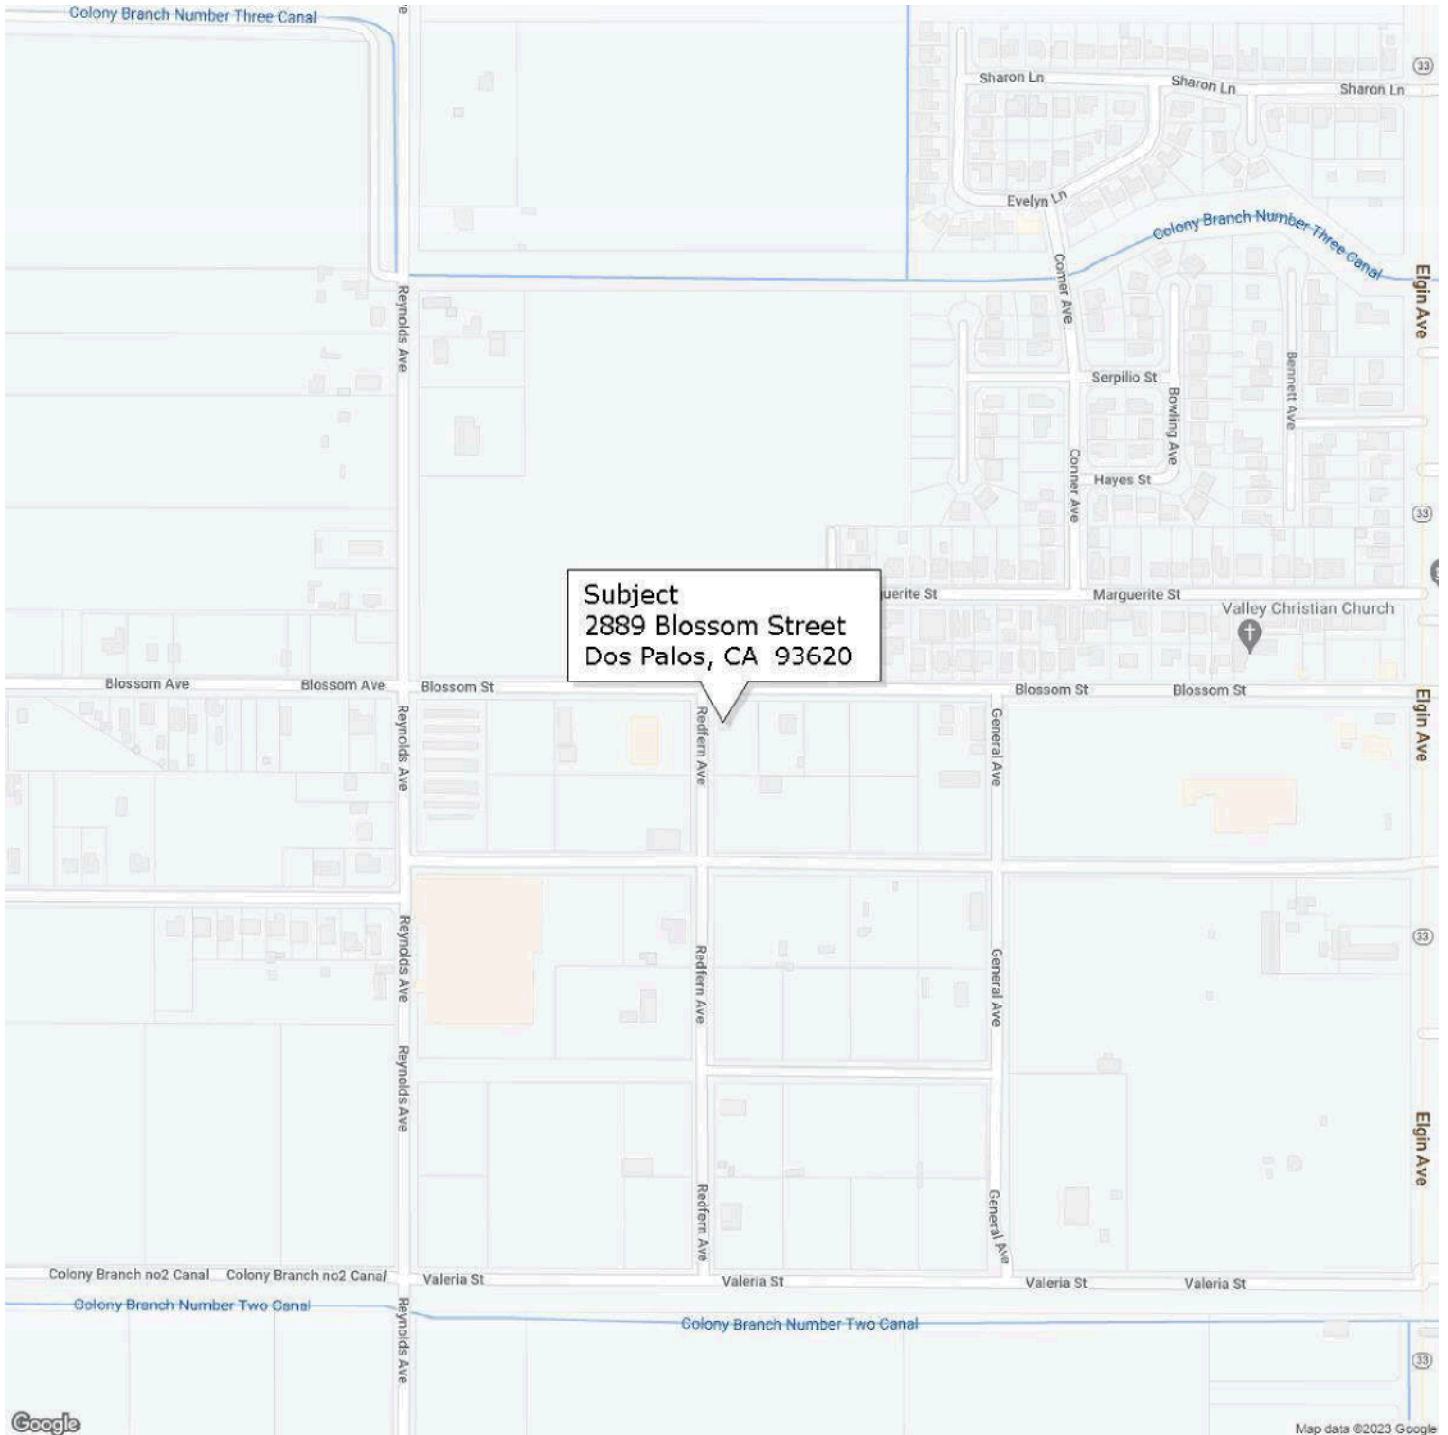 Colony Branch Number Three Canal
Sharon Ln
Sharon Ln
Sharon Ln
33
Evelyn Ln
Colony Branch Number Three Canal
Elgin Ave
Reynolds Ave
Comer Ave
Serpilio St
Bennett Ave
Bowling Ave
Conner Ave
Hayes St
33
Subject
2889 Blossom Street
Dos Palos, CA 93620
uerite St
Marguerite St
Valley Christian Church
Blossom Ave
Blossom Ave
Blossom St
Blossom St
Blossom St
Elgin Ave
Reynolds Ave
Redfern Ave
General Ave
Reynolds Ave
Redfern Ave
General Ave
33
Reynolds Ave
Elgin Ave
Redfern Ave
General Ave
Colony Branch no2 Canal
Colony Branch no2 Canal
Valeria St
Valeria St
Valeria St
Valeria St
Colony Branch Number Two Canal
Reynolds Ave
Colony Branch Number Two Canal
33
Google
Map data ©2023 Google